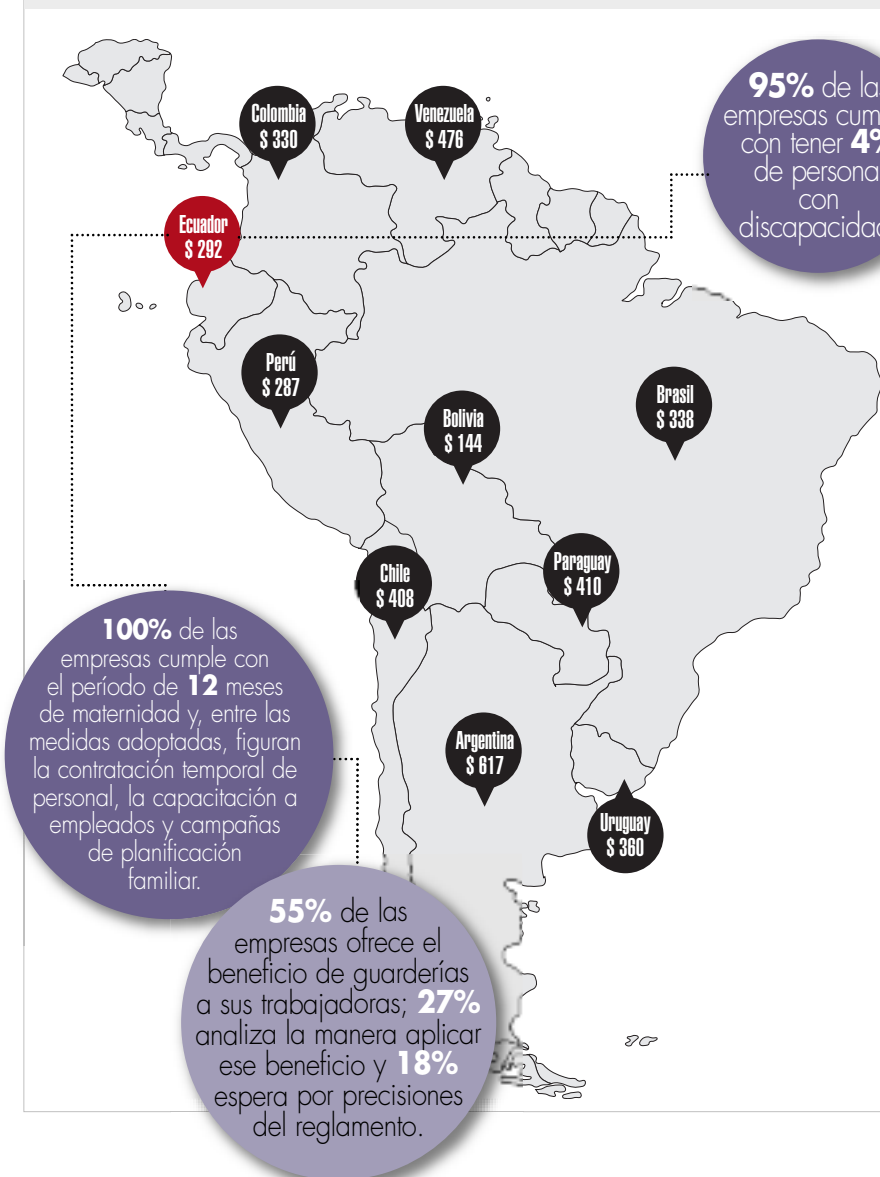 Colombia
$ 330
Venezuela
$ 476
95% de las
empresas cum
con tener 4%
de persona
con
discapacidad
Ecuador
$ 292
Perú
$ 287
Brasil
$ 338
Bolivia
$ 144
Chile
$ 408
Paraguay
$ 410
100% de las
empresas cumple con
el período de 12 meses
de maternidad y, entre las
medidas adoptadas, figuran
la contratación temporal de
personal, la capacitación a
empleados y campañas
de planificación
familiar.
Argentina
$ 617
Uruguay
$ 360
55% de las
empresas ofrece el
beneficio de guarderías
a sus trabajadoras; 27%
analiza la manera aplicar
ese beneficio y 18%
espera por precisiones
del reglamento.